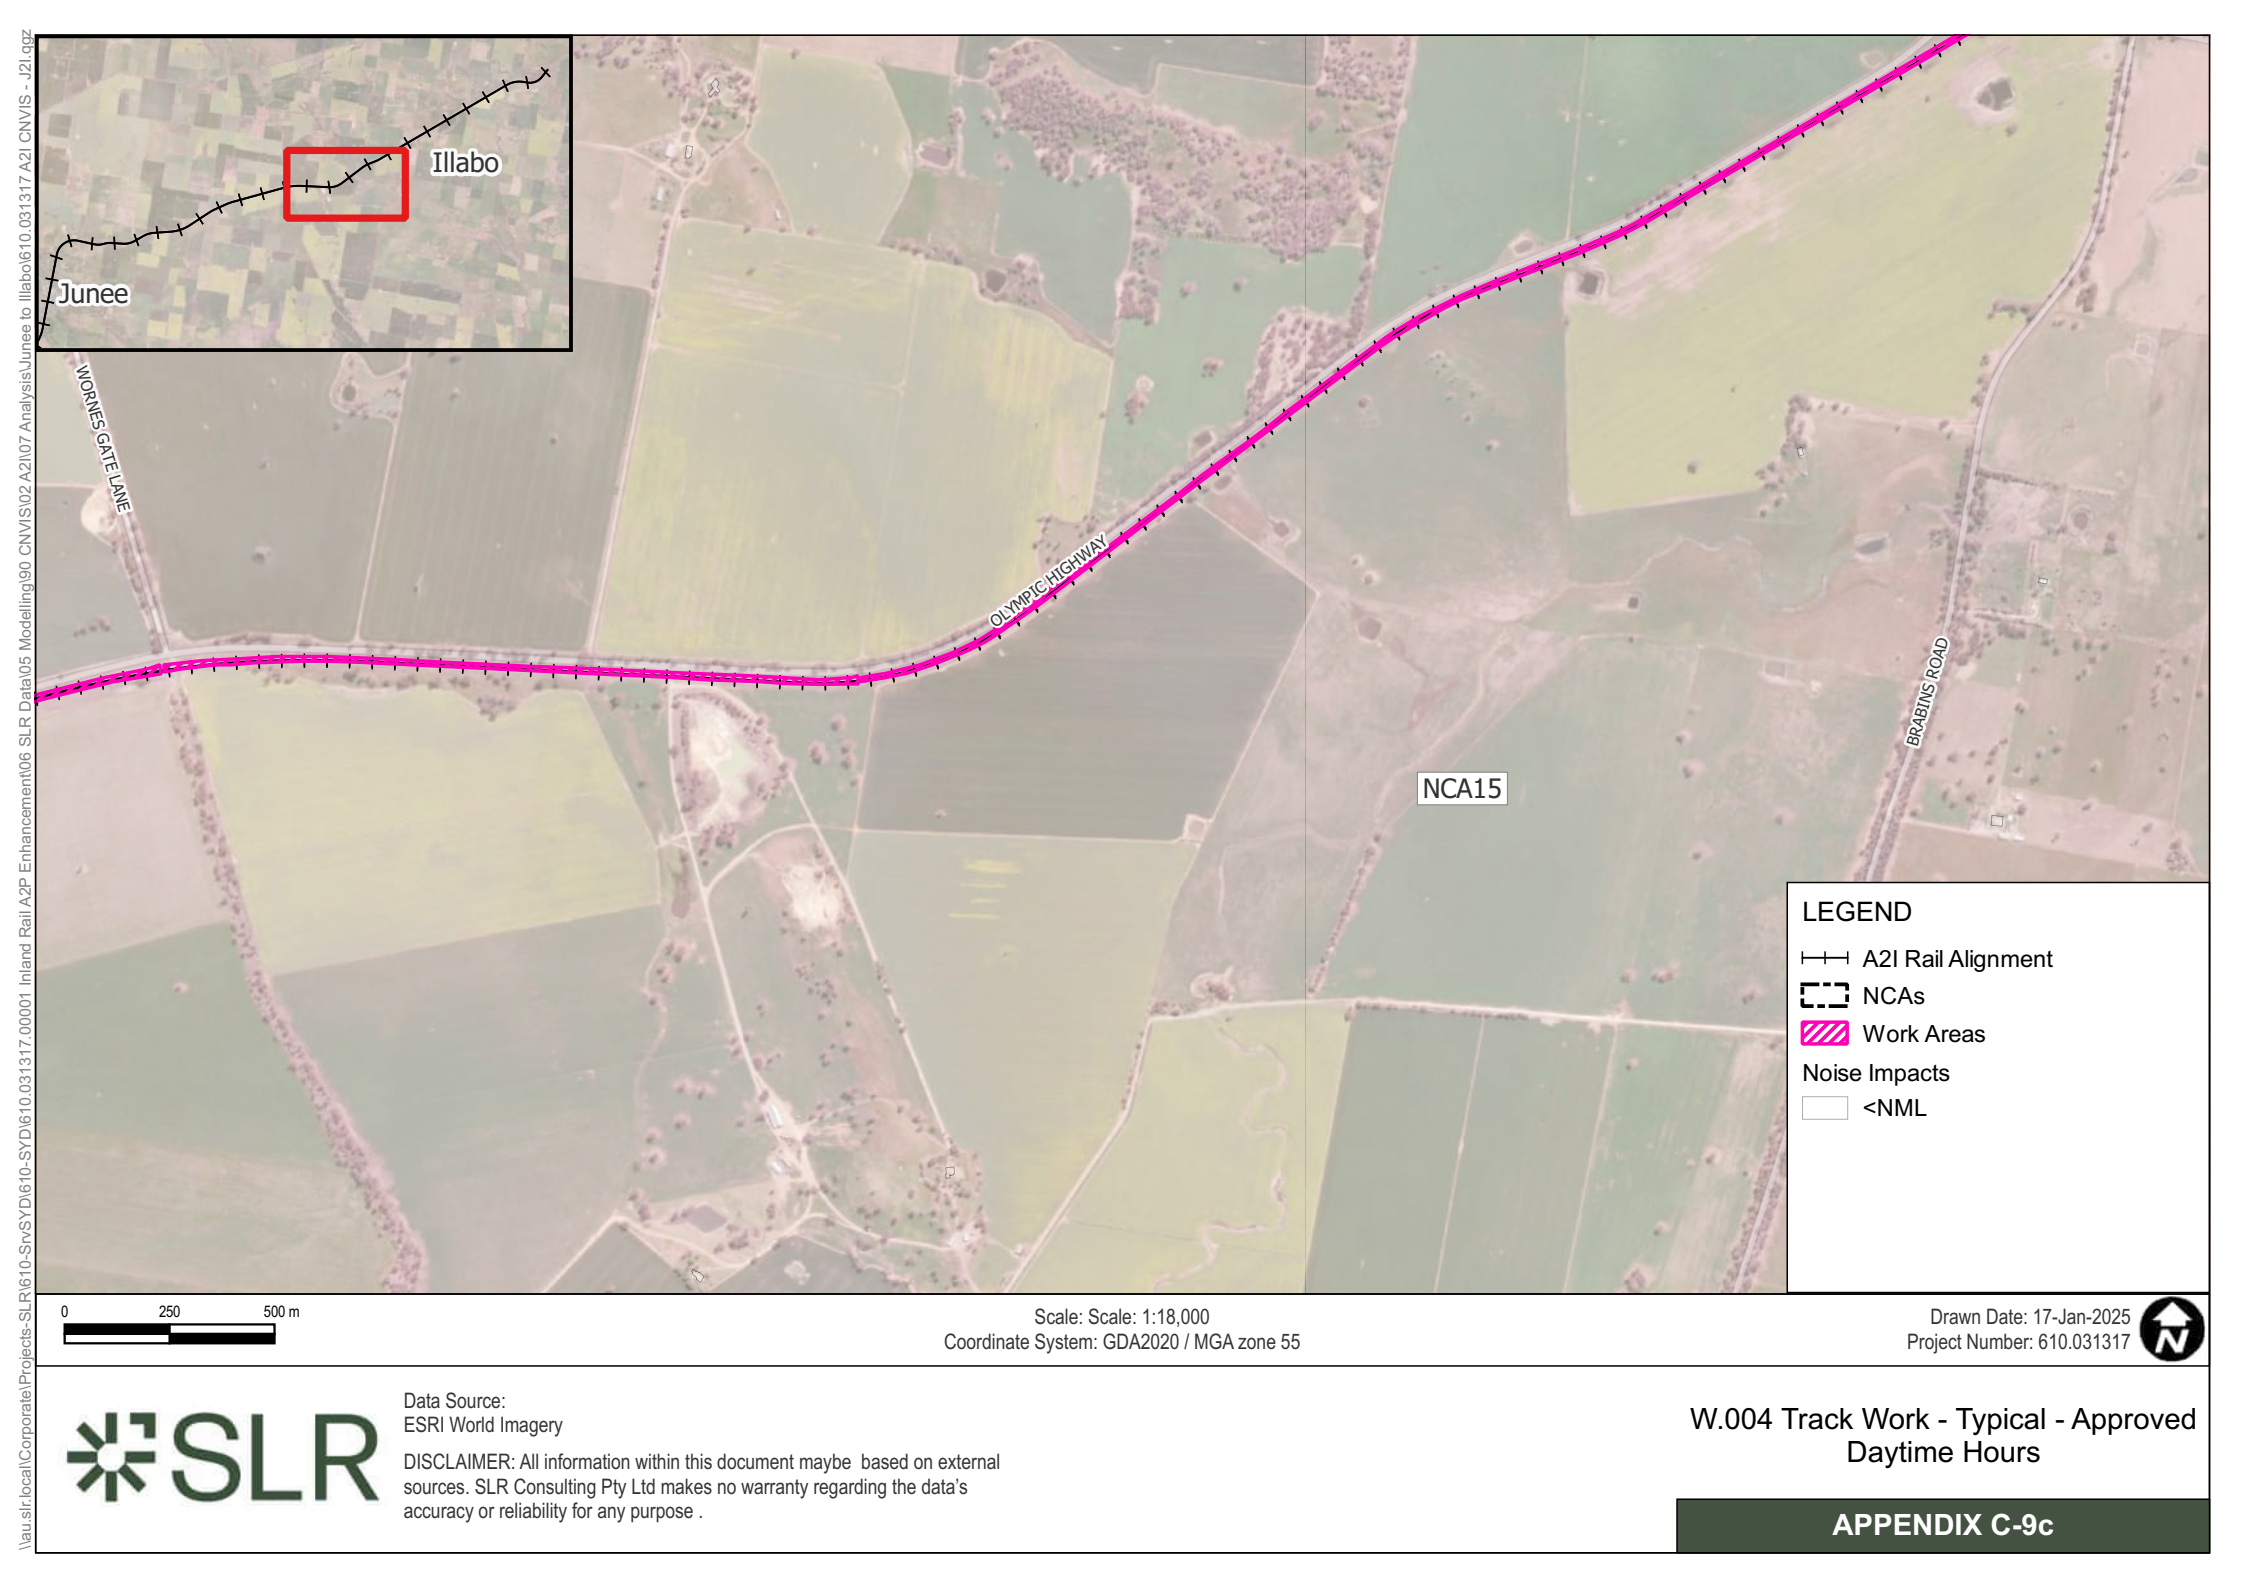 \\au.slr.local\Corporate\Projects-SLR\610-SrvSYD\610-SYD\610.031317.00001 Inland Rail A2P Enhancement\06 SLR Data\05 Modelling\90 CNVIS\02 A2I\07 Analysis\Junee to Illabo\610.031317 A2I CNVIS - J2I.qgz
Illabo
Junee
WORNES GATE LANE
OLYMPIC HIGHWAY
BRABINS ROAD
NCA15
LEGEND
A2I Rail Alignment
NCAs
Work Areas
Noise Impacts
<NML
0 250 500 m
Scale: Scale: 1:18,000
Coordinate System: GDA2020 / MGA zone 55
Drawn Date: 17-Jan-2025
Project Number: 610.031317
N
SLR
Data Source:
ESRI World Imagery
DISCLAIMER: All information within this document maybe  based on external
sources. SLR Consulting Pty Ltd makes no warranty regarding the data's
accuracy or reliability for any purpose .
W.004 Track Work - Typical - Approved
Daytime Hours
APPENDIX C-9c